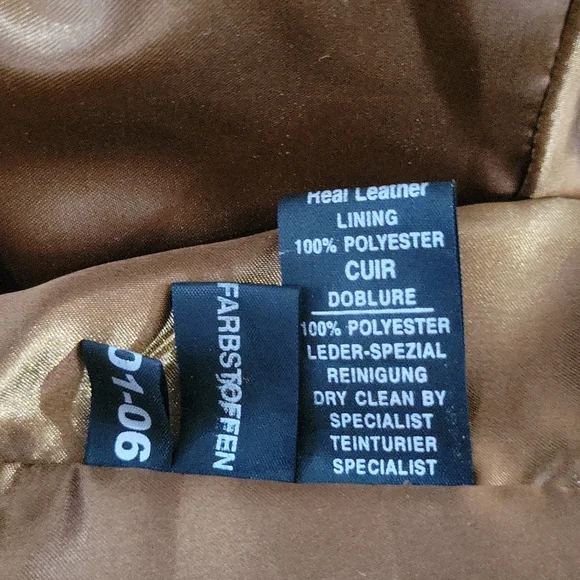 Real Leather
LINING
100% POLYESTER
CUIR
DOBLURE
100% POLYESTER
LEDER-SPEZIAL
REINIGUNG
DRY CLEAN BY
SPECIALIST
TEINTURIER
SPECIALIST
FARBSTOFFEN
01-06